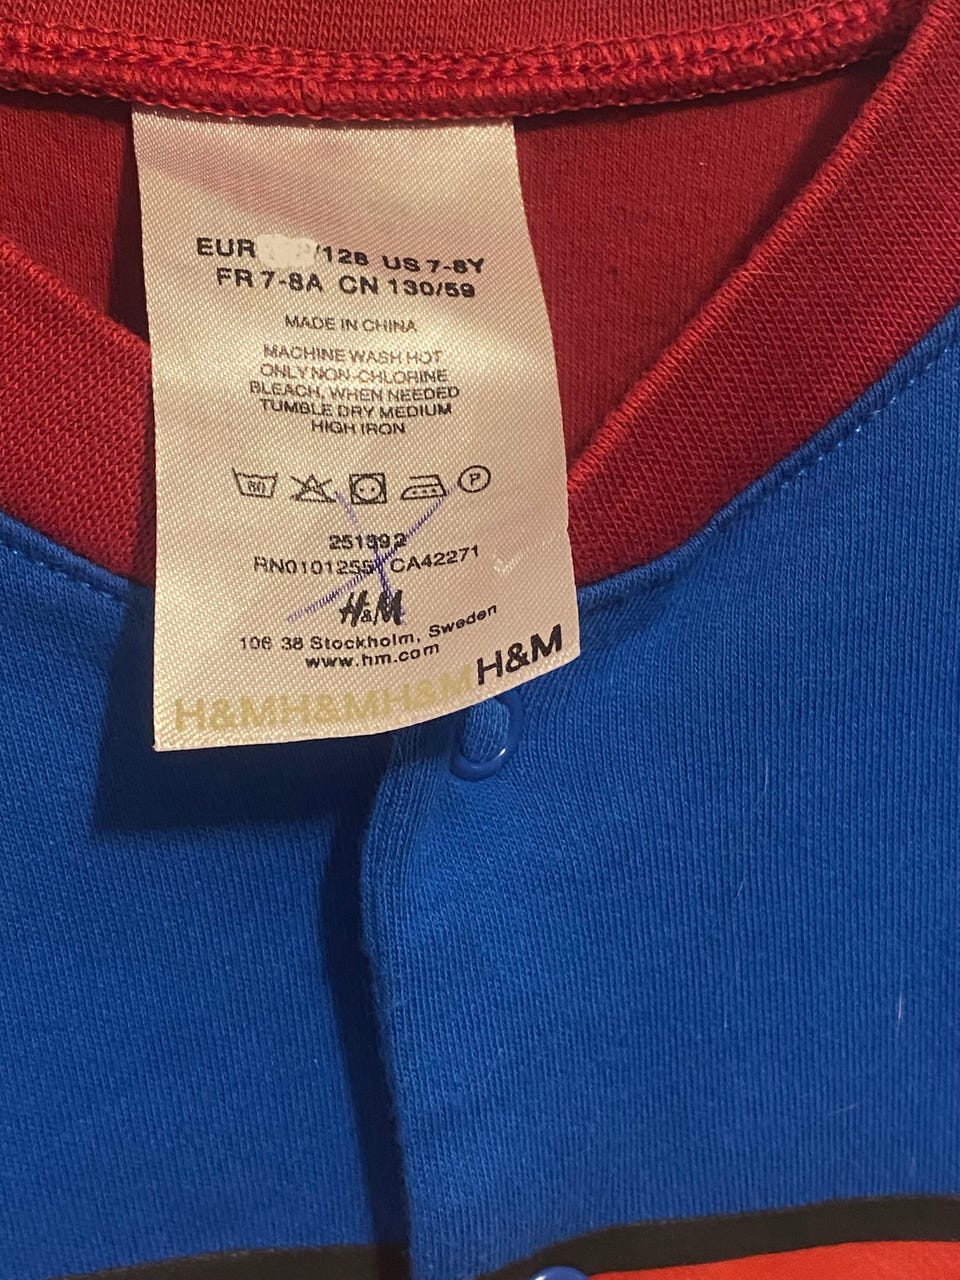 EUR /128 US 7-8Y
FR 7-8A CN 130/59
MADE IN CHINA
MACHINE WASH HOT
ONLY NON-CHLORINE
BLEACH, WHEN NEEDED
TUMBLE DRY MEDIUM
HIGH IRON
60 P
RN0101255 CA42271
H&M
106 38 Stockholm, Sweden
www.hm.com
H&MH&MH&MH&M